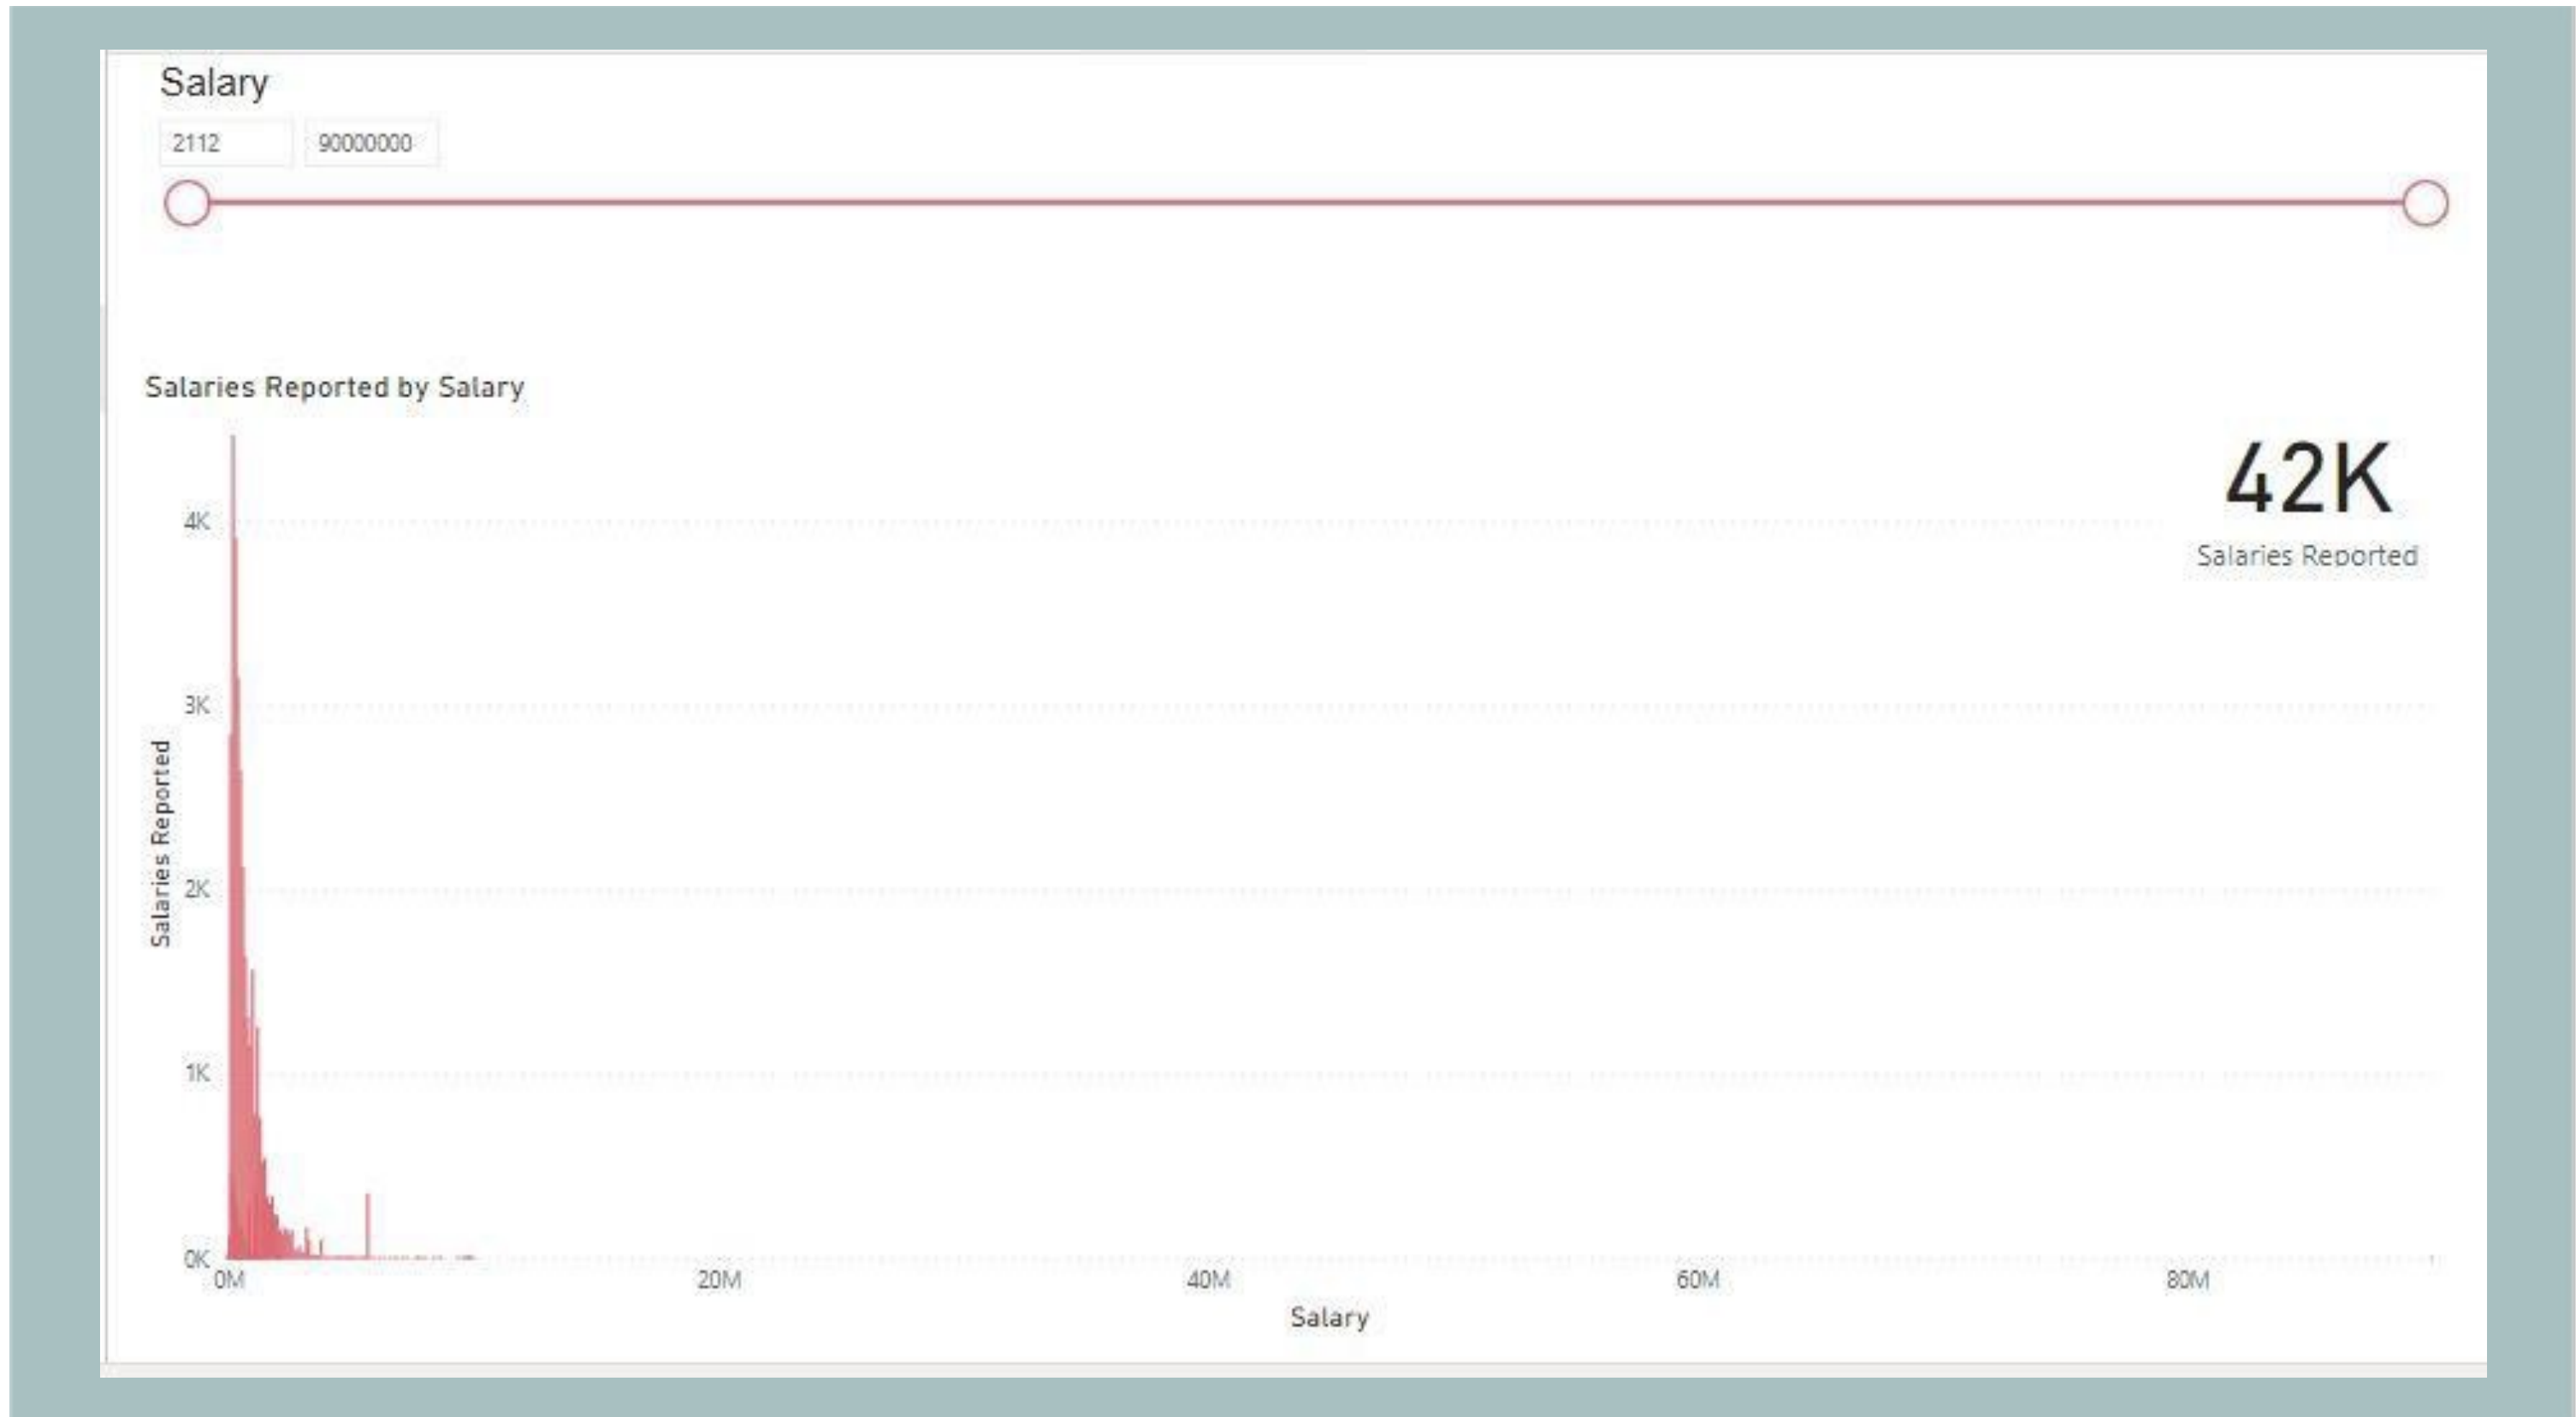 Salary
2112 90000000
Salaries Reported by Salary
42K
Salaries Reported
4K
3K
2K
1K
0K
Salaries Reported
0M 20M 40M 60M 80M
Salary